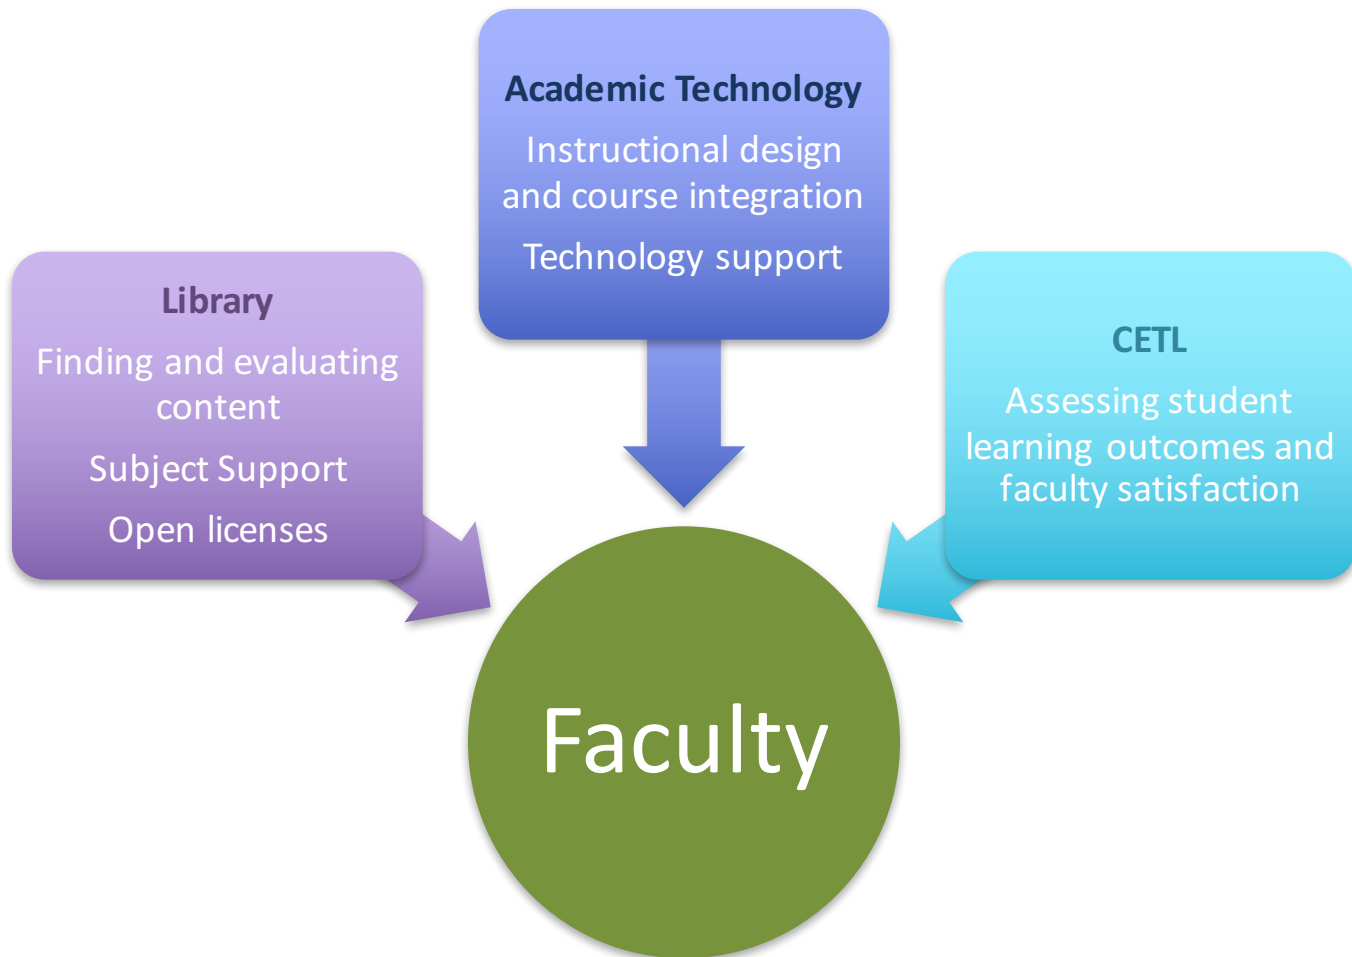 Academic Technology
Instructional design
and course integration
Technology support
Library
Finding and evaluating
content
Subject Support
Open licenses
CETL
Assessing student
learning outcomes and
faculty satisfaction
Faculty